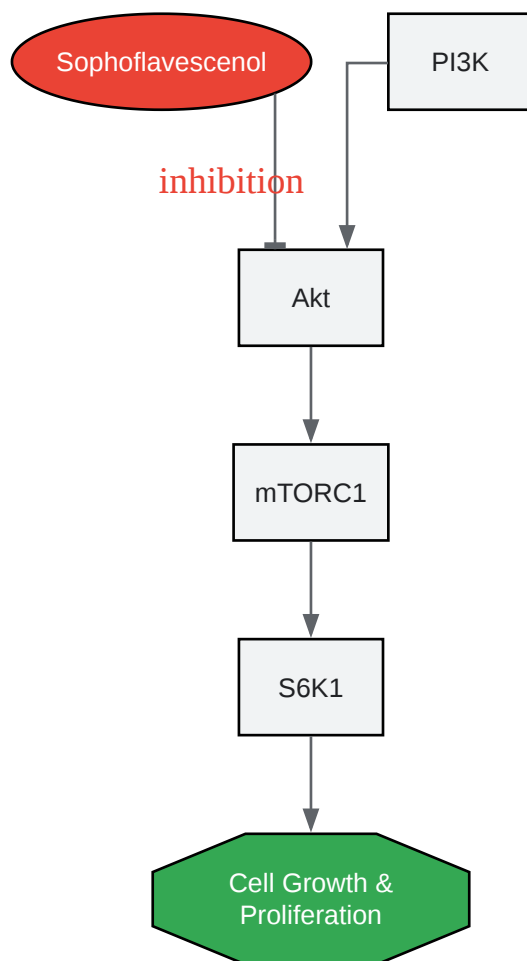 Sophoflavescenol
PI3K
inhibition
Akt
mTORC1
S6K1
Cell Growth &
Proliferation